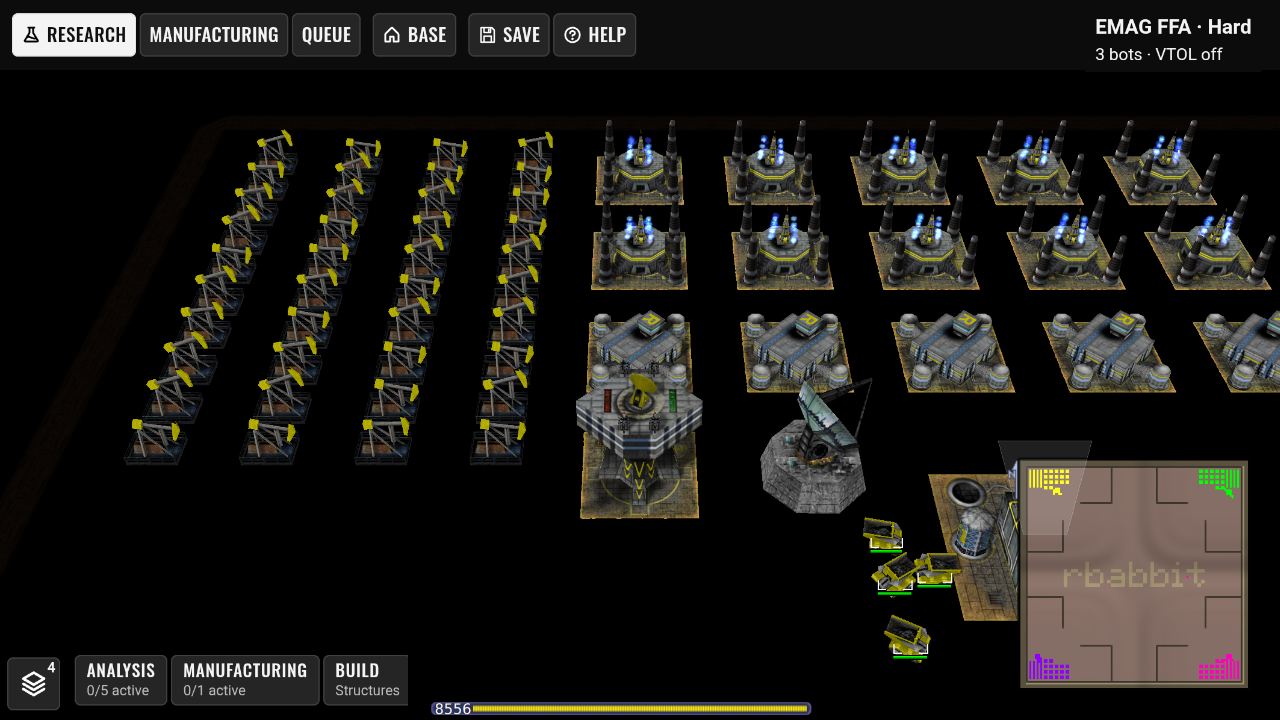 RESEARCH
MANUFACTURING
QUEUE
BASE
SAVE
HELP
EMAG FFA · Hard
3 bots · VTOL off
rbabbit
4
ANALYSIS
0/5 active
MANUFACTURING
0/1 active
BUILD
Structures
8556